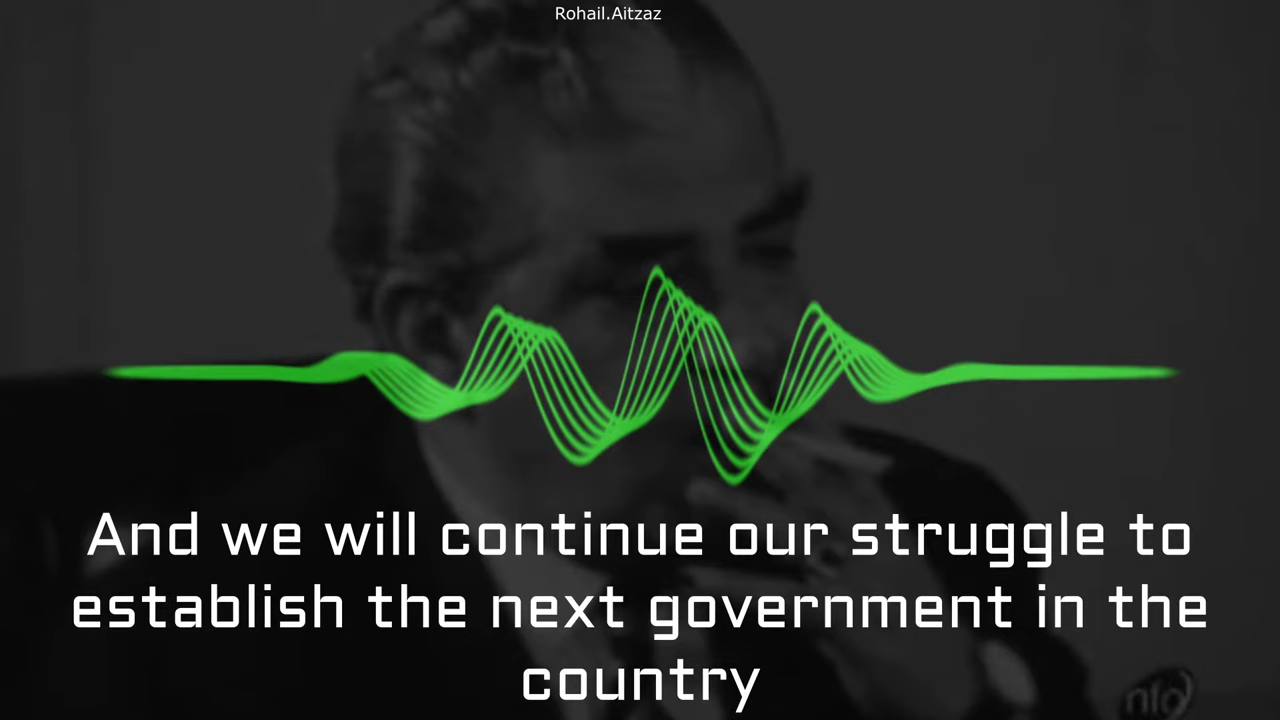 Rohail.Aitzaz
And we will continue our struggle to
establish the next government in the
country